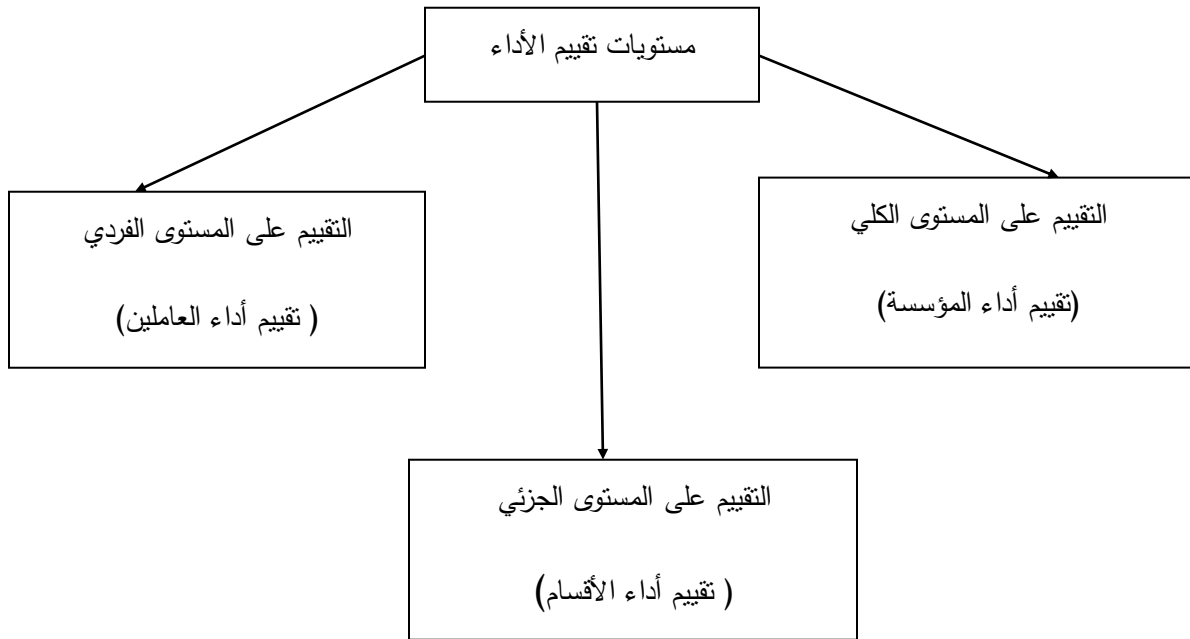 مستويات تقييم الأداء
التقييم على المستوى الكلي
(تقييم أداء المؤسسة)
التقييم على المستوى الفردي
( تقييم أداء العاملين)
التقييم على المستوى الجزئي
( تقييم أداء الأقسام)